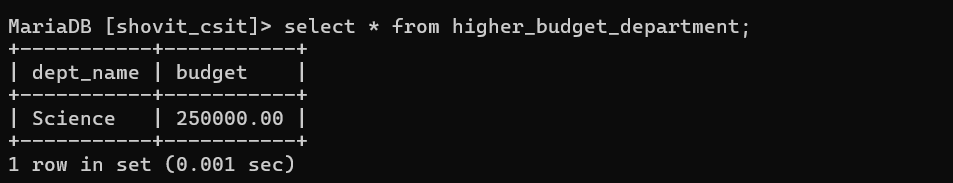 MariaDB [shovit_csit]> select * from higher_budget_department;
+-----------+-----------+
| dept_name | budget    |
+-----------+-----------+
| Science   | 250000.00 |
+-----------+-----------+
1 row in set (0.001 sec)